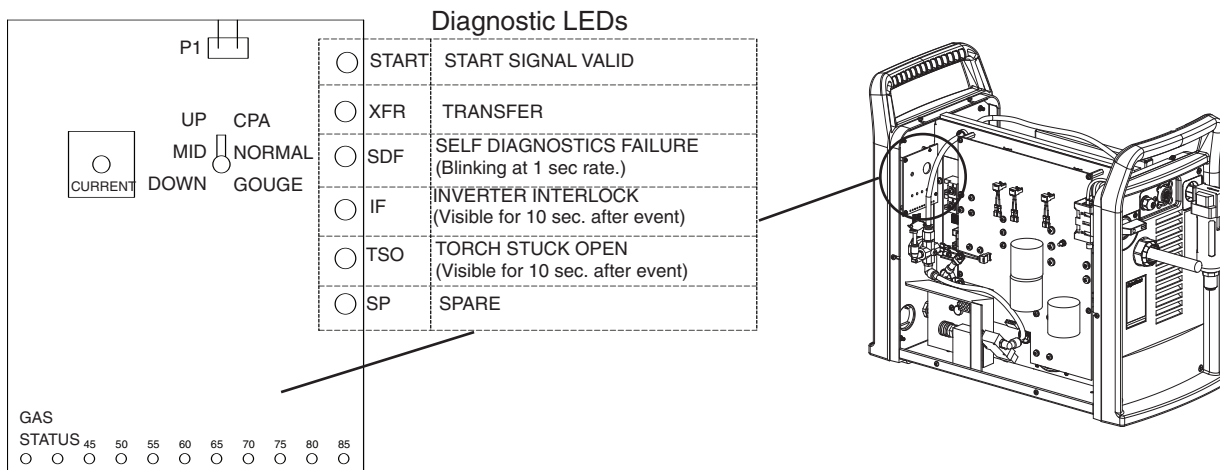 Diagnostic LEDs
P1
START START SIGNAL VALID
XFR TRANSFER
SDF SELF DIAGNOSTICS FAILURE
(Blinking at 1 sec rate.)
IF INVERTER INTERLOCK
(Visible for 10 sec. after event)
TSO TORCH STUCK OPEN
(Visible for 10 sec. after event)
SP SPARE
UP CPA
MID NORMAL
DOWN GOUGE
CURRENT
GAS
STATUS 45 50 55 60 65 70 75 80 85